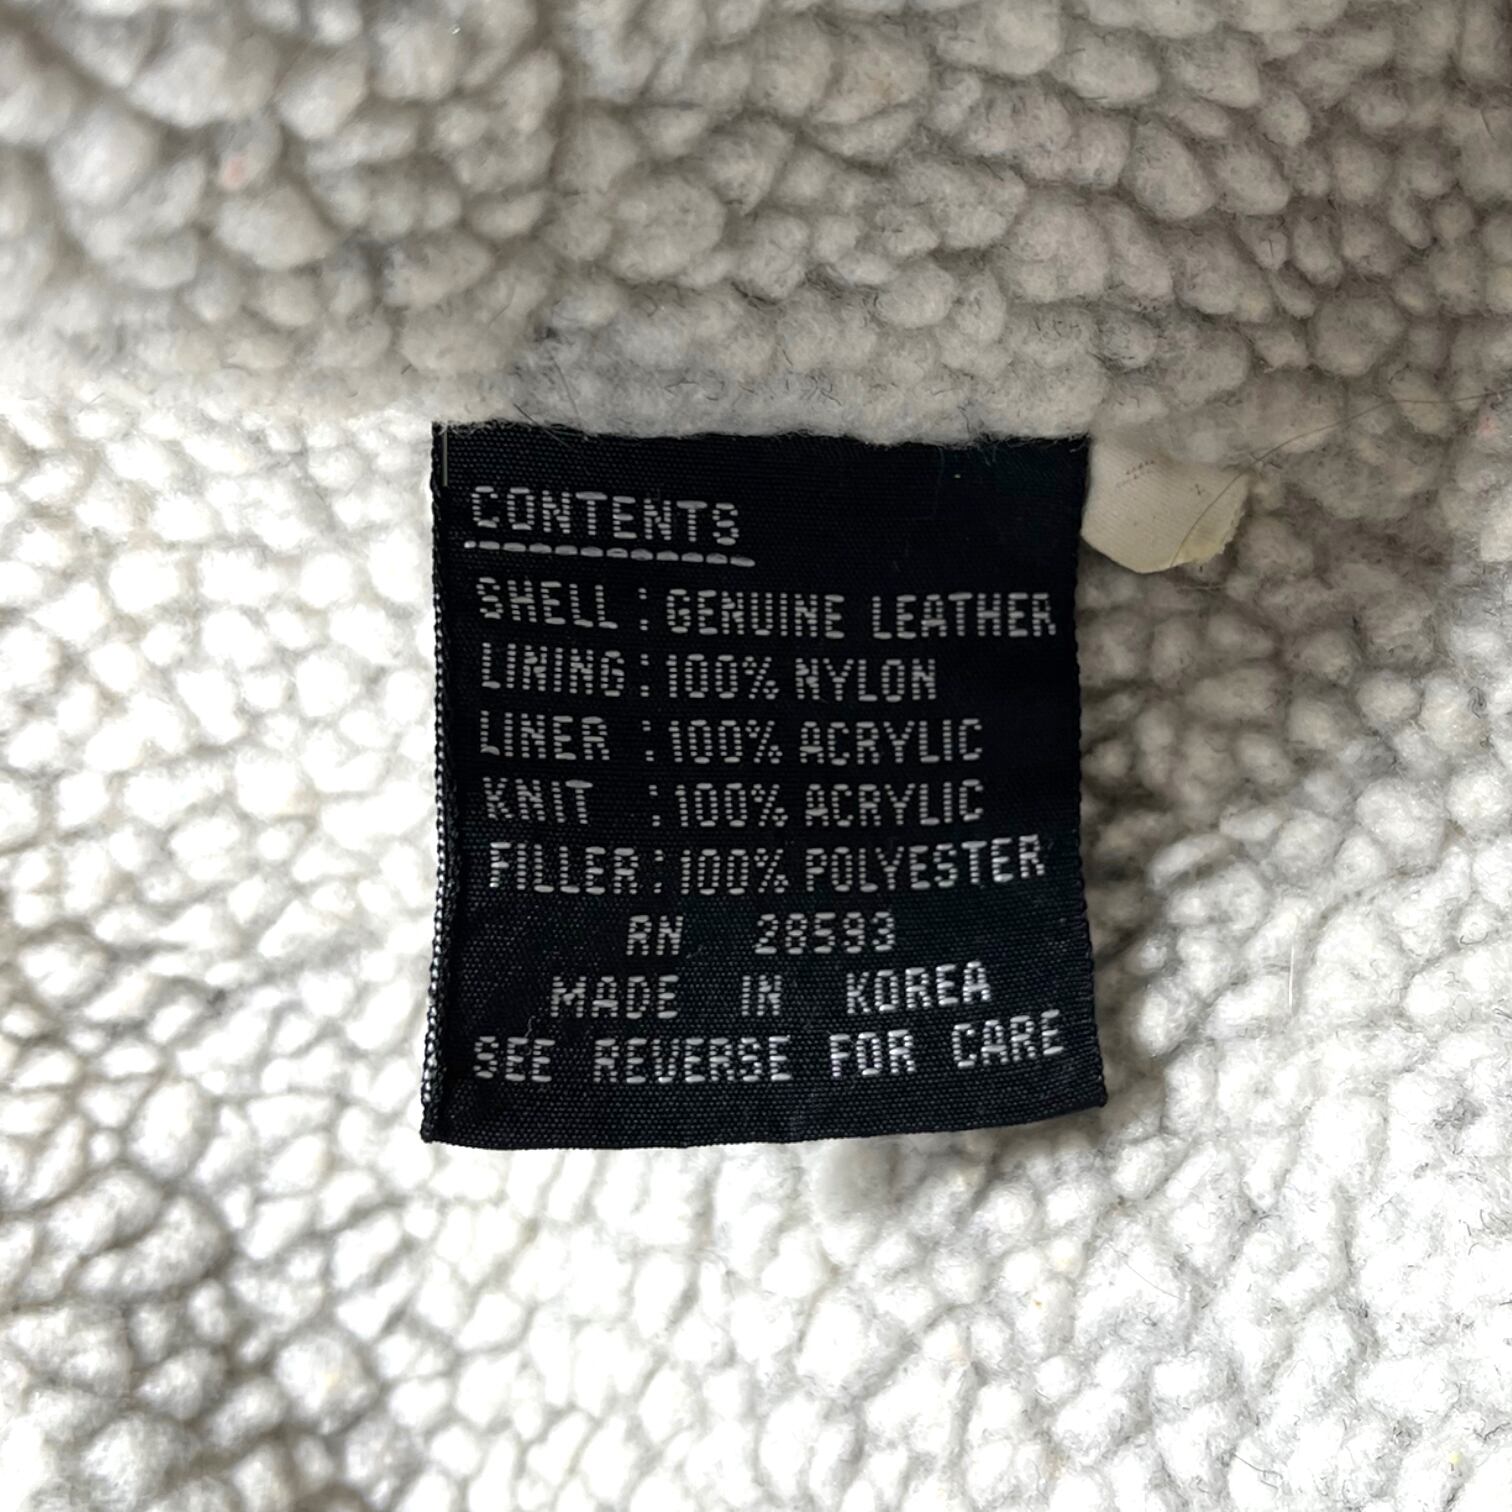 CONTENTS
SHELL : GENUINE LEATHER
LINING : 100% NYLON
LINER : 100% ACRYLIC
KNIT : 100% ACRYLIC
FILLER : 100% POLYESTER
RN 28593
MADE IN KOREA
SEE REVERSE FOR CARE